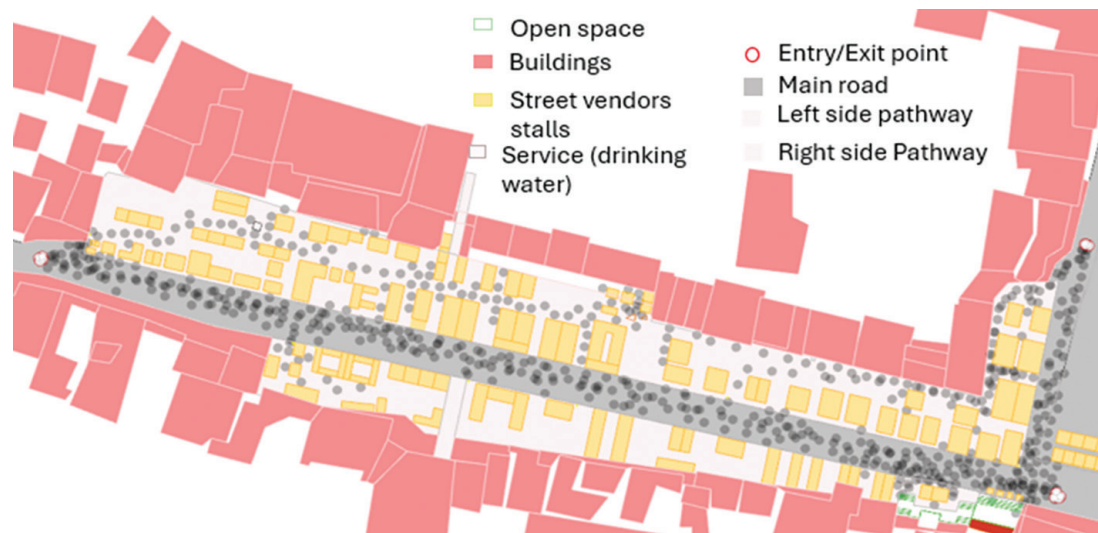 Open space
Buildings
Street vendors
stalls
Service (drinking
water)
Entry/Exit point
Main road
Left side pathway
Right side Pathway